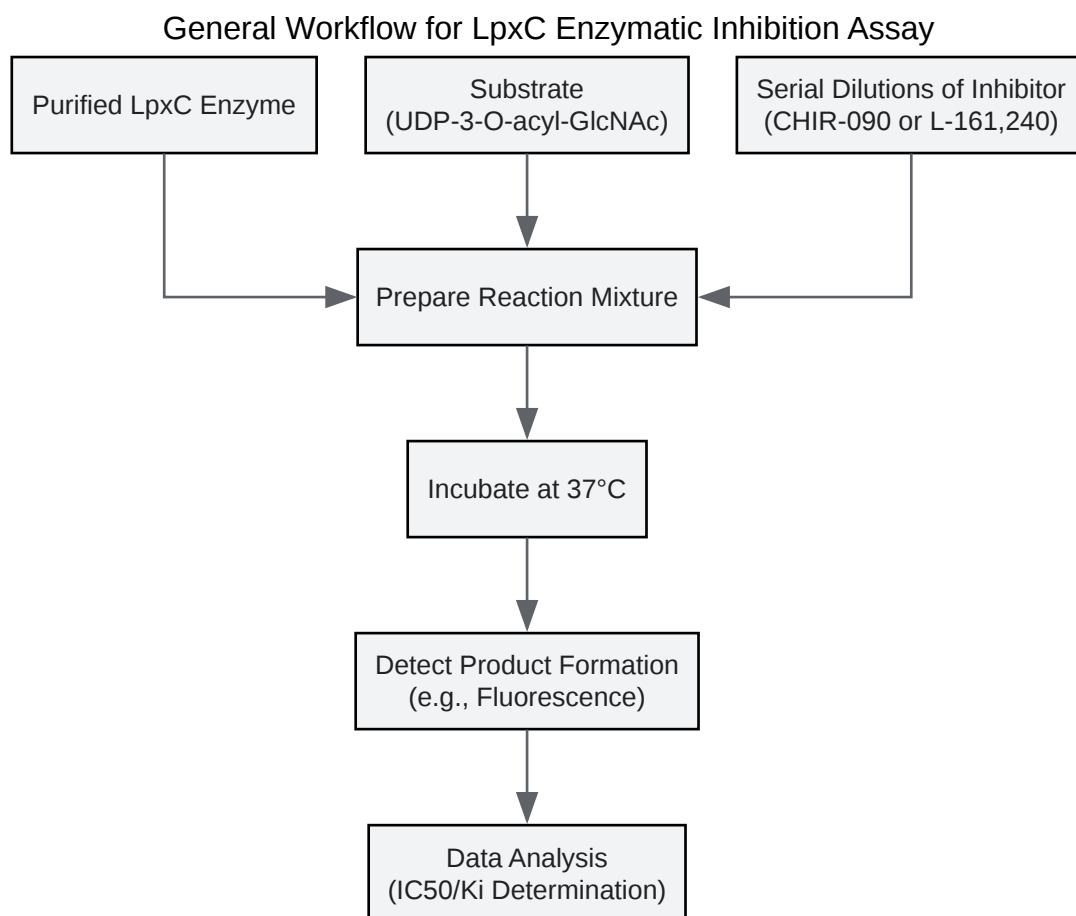 General Workflow for LpxC Enzymatic Inhibition Assay
Purified LpxC Enzyme
Substrate
(UDP-3-O-acyl-GlcNAc)
Serial Dilutions of Inhibitor
(CHIR-090 or L-161,240)
Prepare Reaction Mixture
Incubate at 37°C
Detect Product Formation
(e.g., Fluorescence)
Data Analysis
(IC50/Ki Determination)